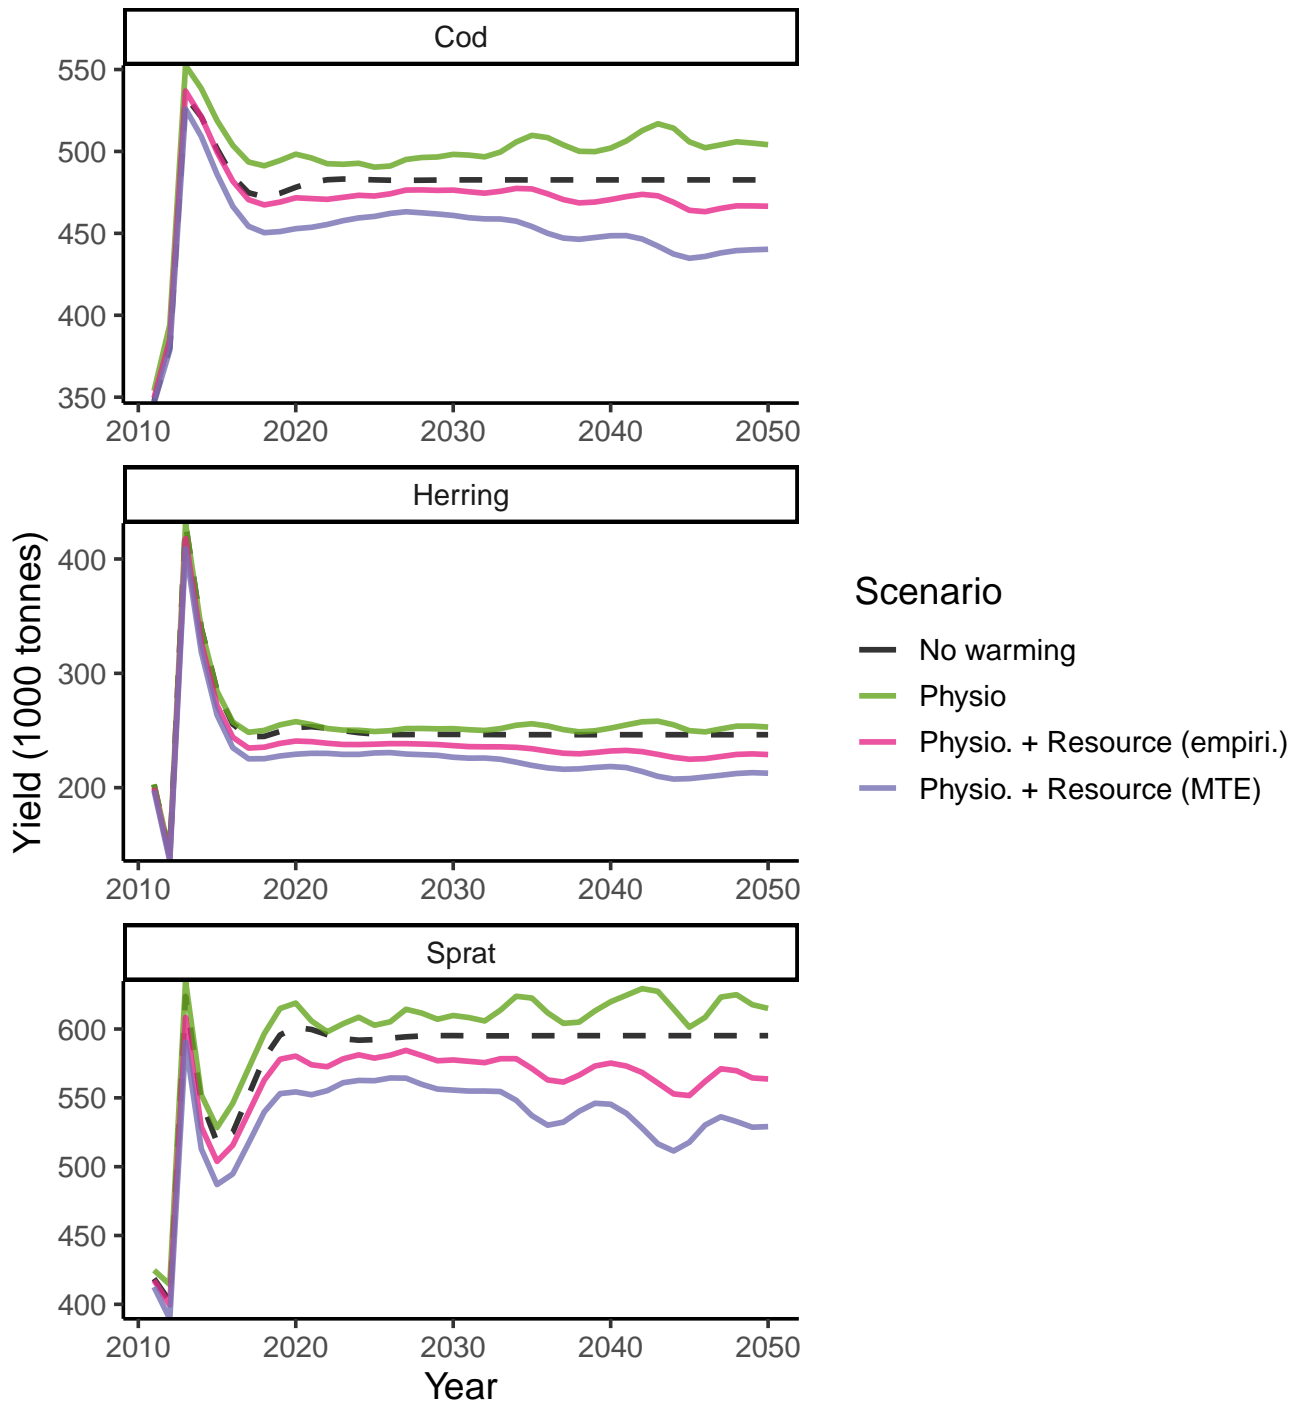 Cod
550
500
450
400
350
2010 2020 2030 2040 2050
Herring
400
300
200
2010 2020 2030 2040 2050
Sprat
600
550
500
450
400
2010 2020 2030 2040 2050
Year
Yield (1000 tonnes)
Scenario
No warming
Physio
Physio. + Resource (empiri.)
Physio. + Resource (MTE)